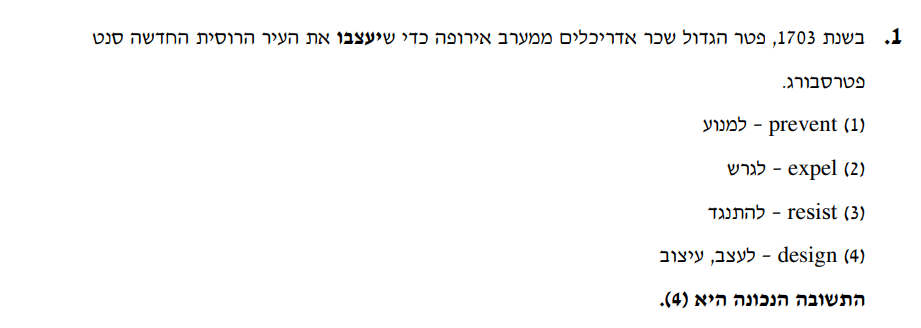 1. בשנת 1703, פטר הגדול שכר אדריכלים ממערב אירופה כדי שיעצבו את העיר הרוסית החדשה סנט
פטרסבורג.
(1) prevent – למנוע
(2) expel – לגרש
(3) resist – להתנגד
(4) design – לעצב, עיצוב
התשובה הנכונה היא (4).